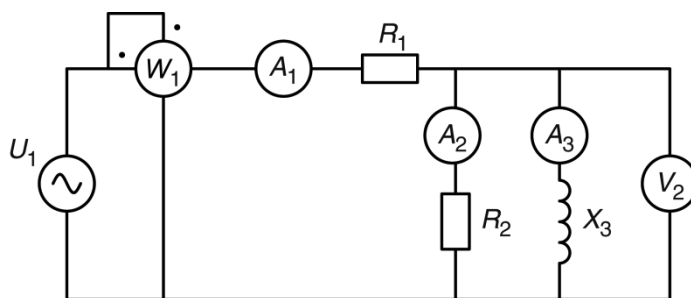 W₁
A₁
R₁
U₁
A₂
A₃
V₂
R₂
X₃